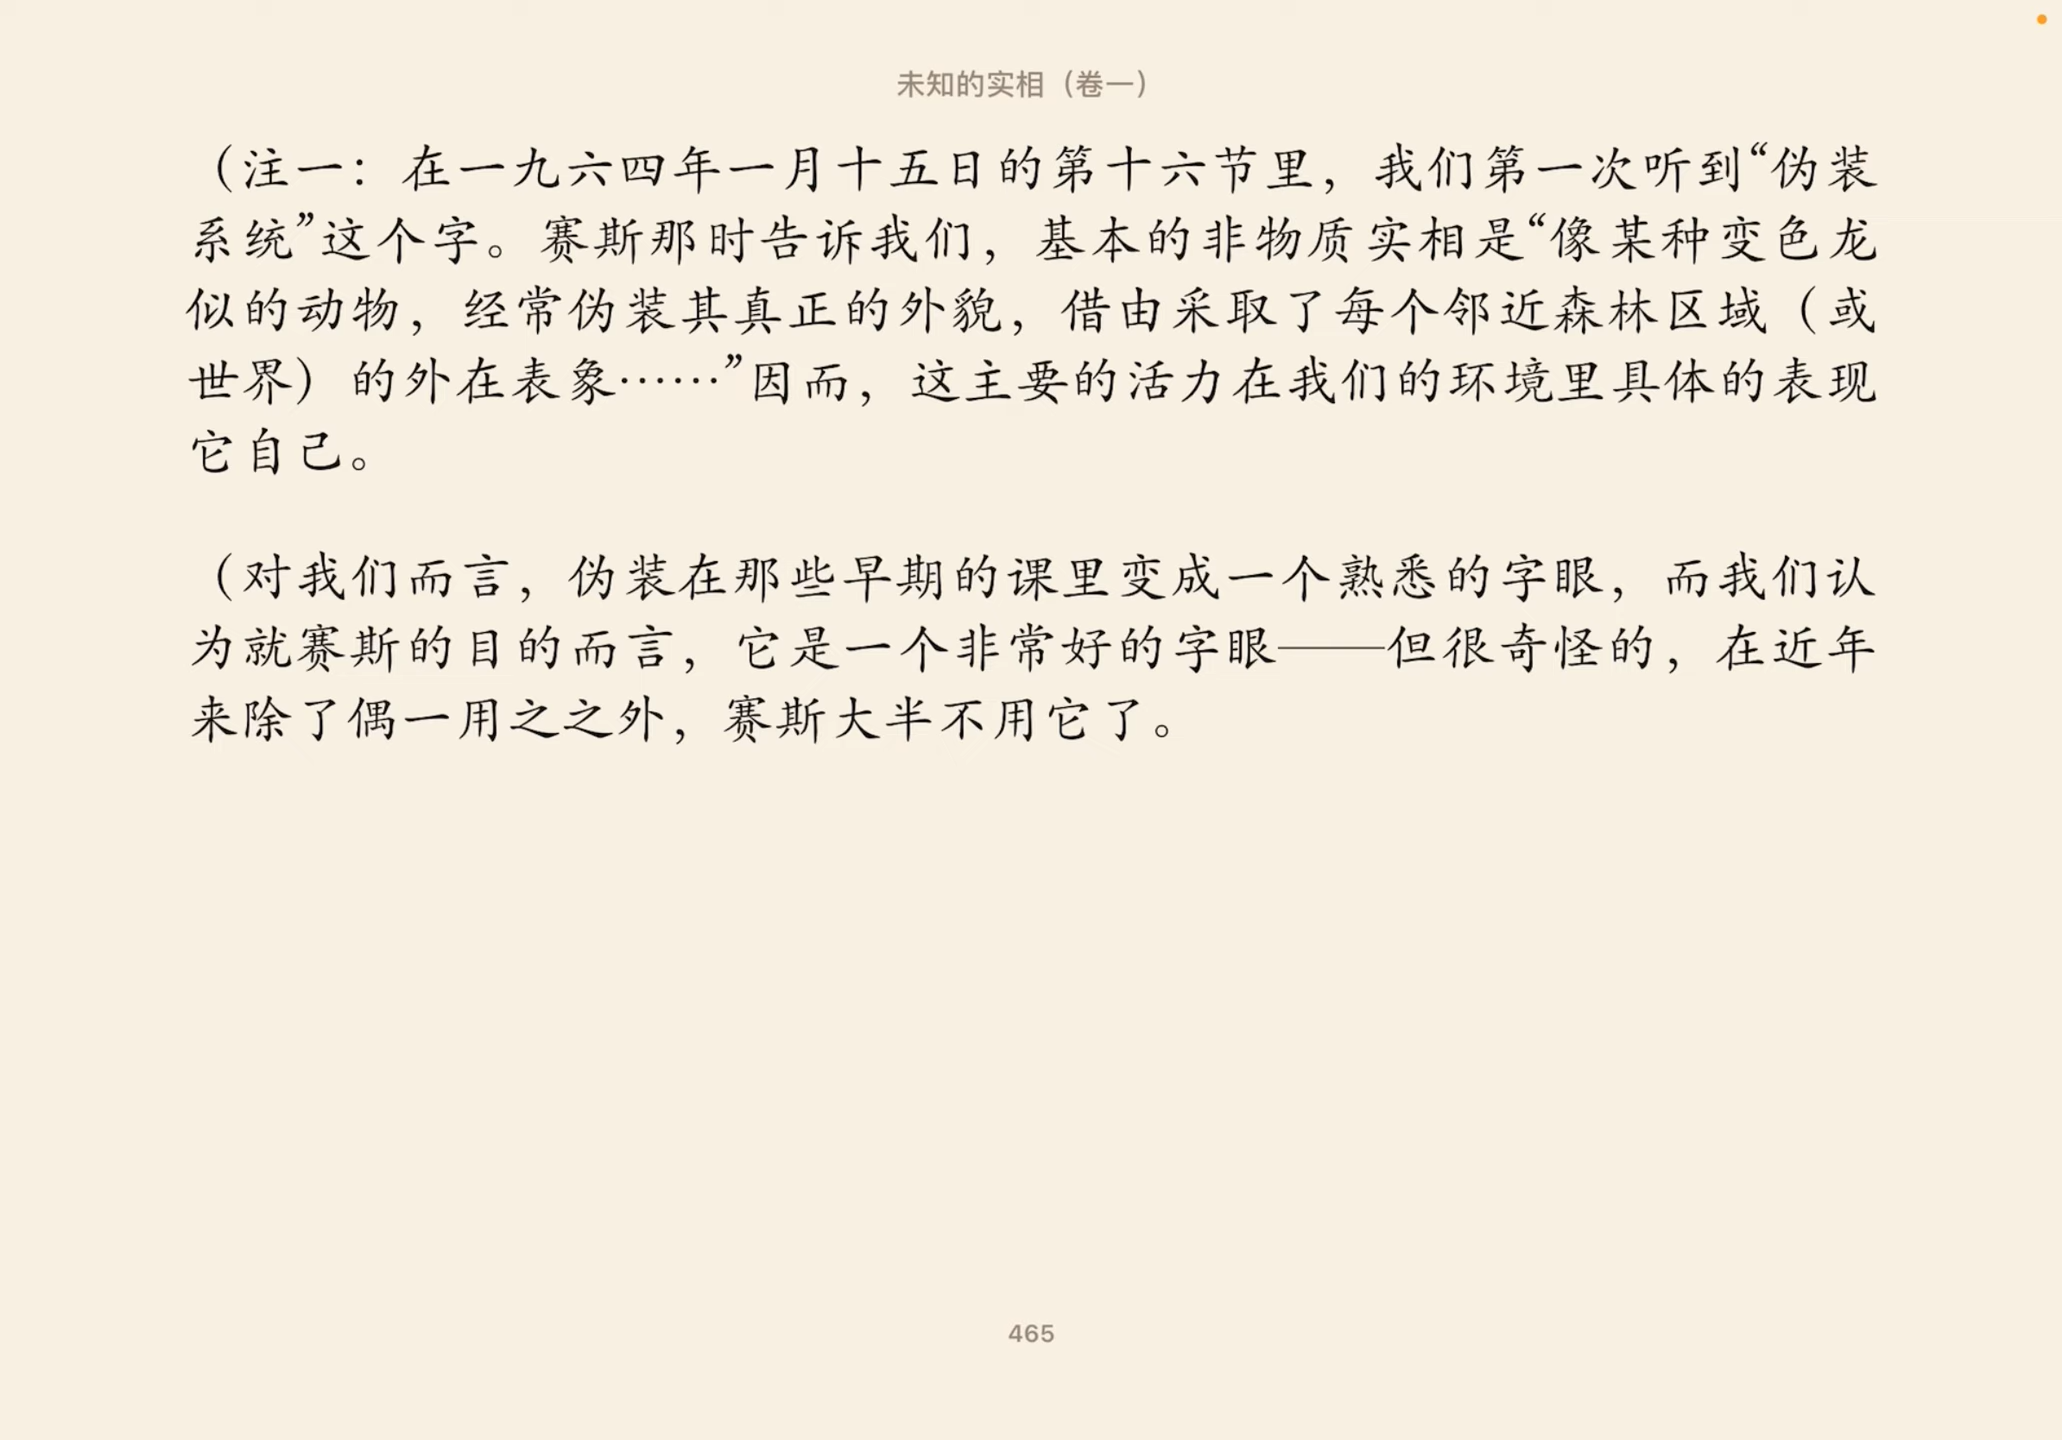 未知的实相（卷一）
（注一：在一九六四年一月十五日的第十六节里，我们第一次听到“伪装
系统”这个字。赛斯那时告诉我们，基本的非物质实相是“像某种变色龙
似的动物，经常伪装其真正的外貌，借由采取了每个邻近森林区域（或
世界）的外在表象……”因而，这主要的活力在我们的环境里具体的表现
它自己。
（对我们而言，伪装在那些早期的课里变成一个熟悉的字眼，而我们认
为就赛斯的目的而言，它是一个非常好的字眼——但很奇怪的，在近年
来除了偶一用之之外，赛斯大半不用它了。
465